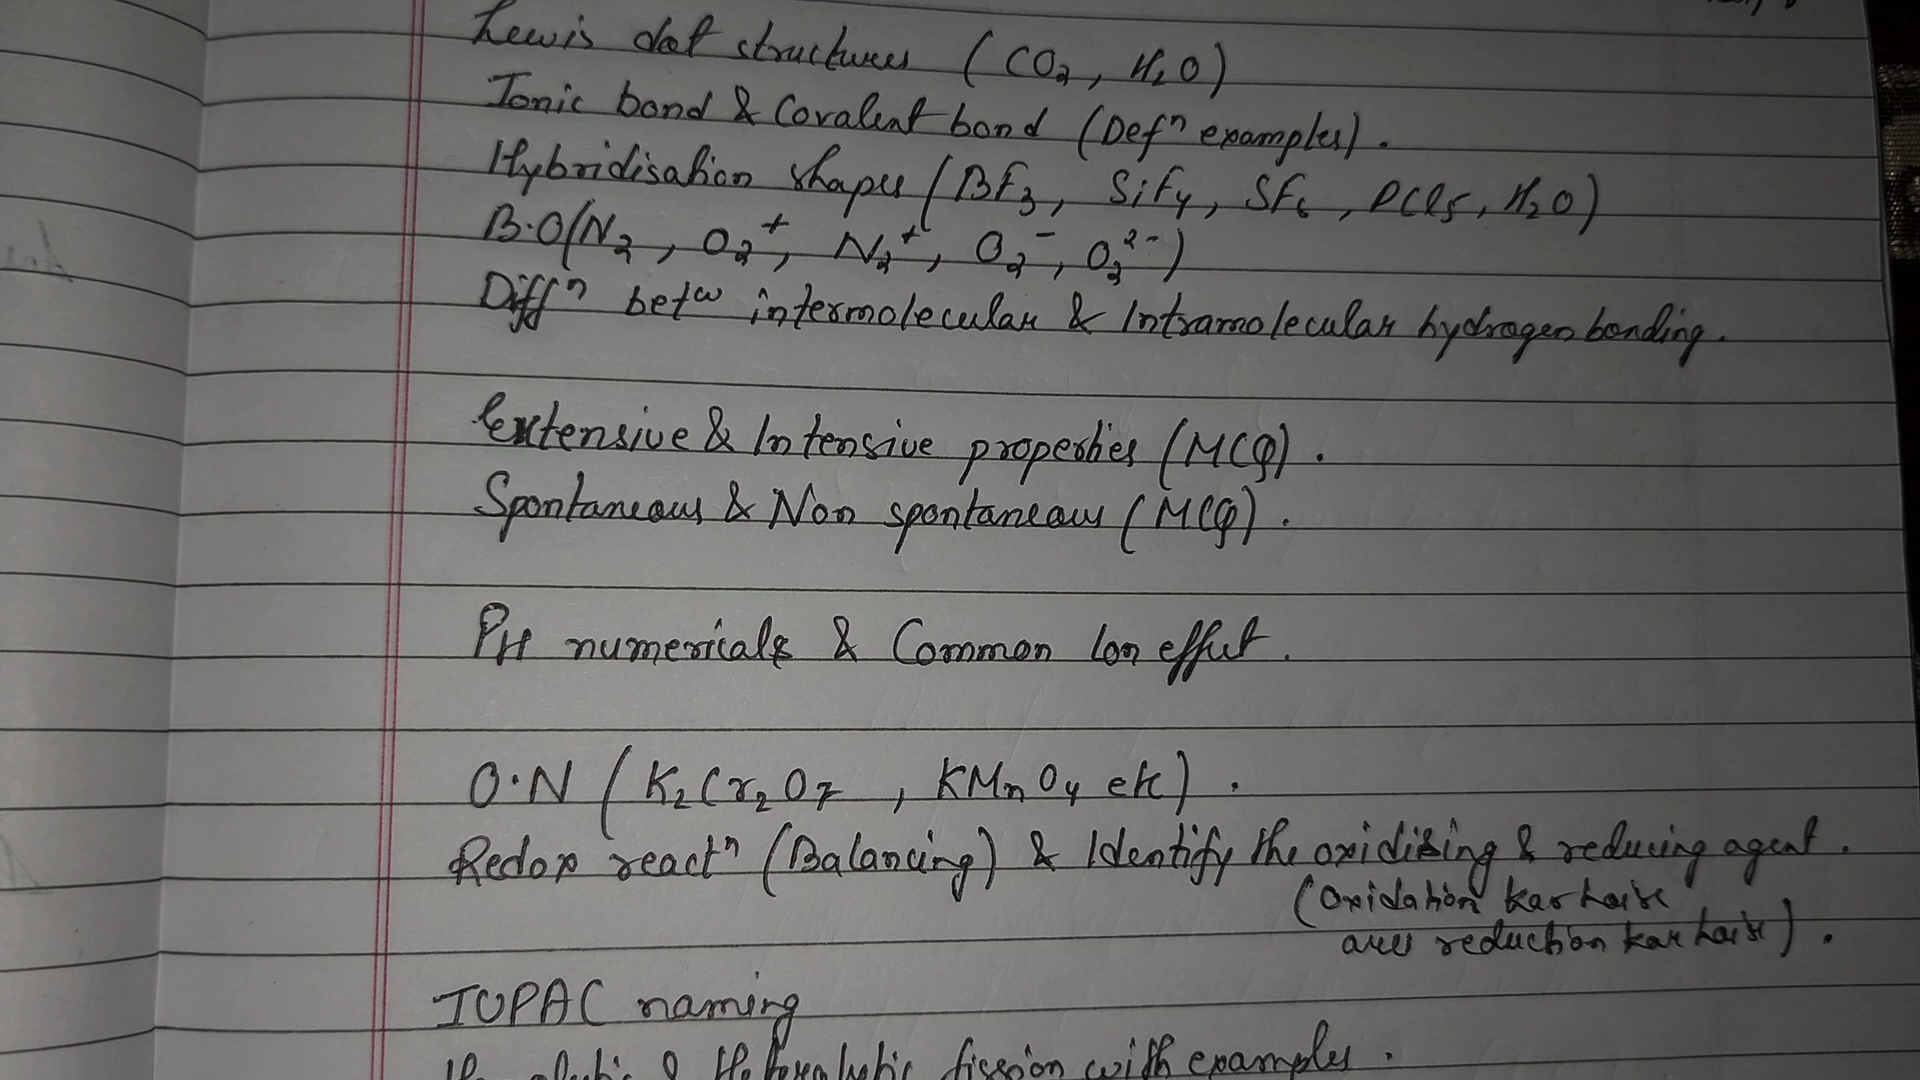 Lewis dot structures (CO2, H2O)
Ionic bond & Covalent bond (Defⁿ examples).
Hybridisation shapes (BF3, SiF4, SF6, PCl5, H2O)
B.O(N2, O2⁺, N2⁺, O2⁻, O2²⁻)
Diffⁿ betʷ intermolecular & Intramolecular hydrogen bonding.
Extensive & Intensive properties (MCQ).
Spontaneous & Non spontaneous (MCQ).
PH numericals & Common Ion effect.
O.N (K2Cr2O7, KMnO4 etc).
Redox reactⁿ (Balancing) & Identify the oxidising & reducing agent.
(Oxidation kar
reduction kar
IUPAC naming
fission with examples.